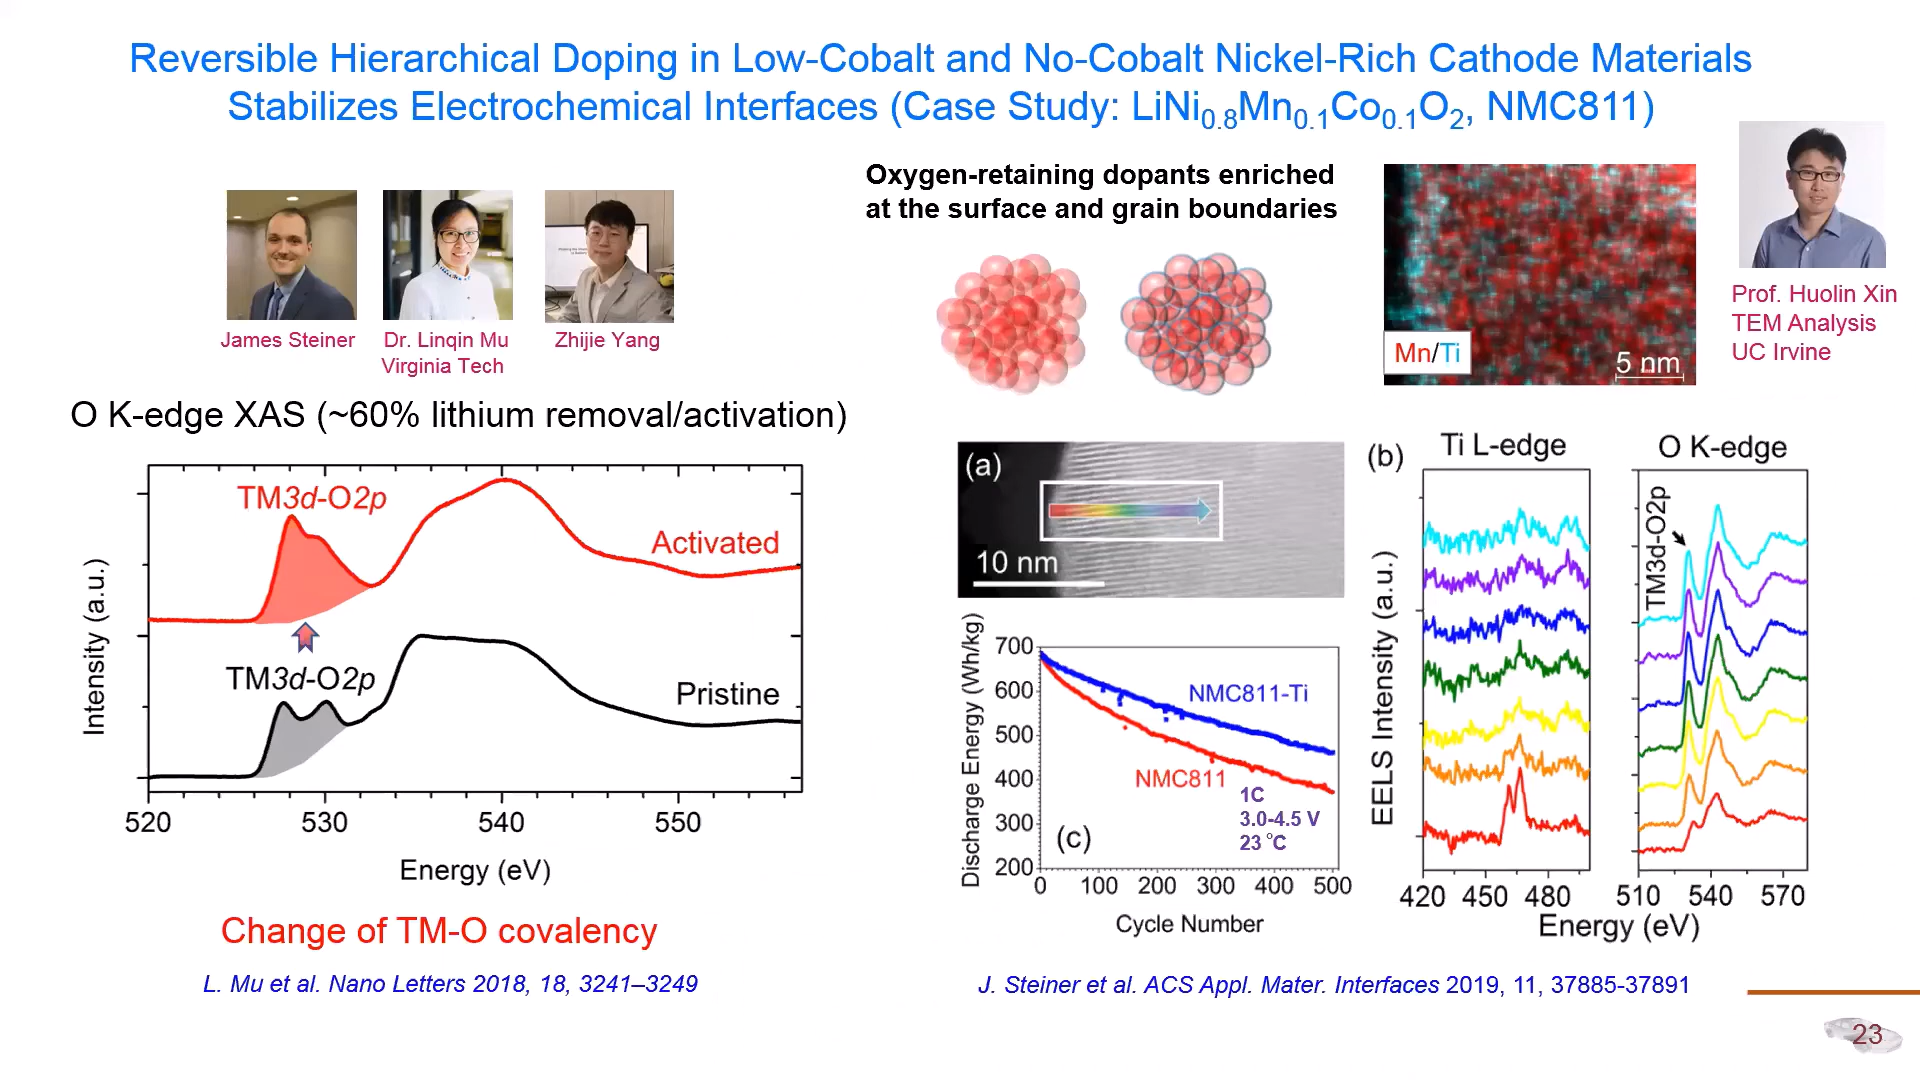 Reversible Hierarchical Doping in Low-Cobalt and No-Cobalt Nickel-Rich Cathode Materials
Stabilizes Electrochemical Interfaces (Case Study: LiNi0.8Mn0.1Co0.1O2, NMC811)
James Steiner
Dr. Linqin Mu
Virginia Tech
Zhijie Yang
Oxygen-retaining dopants enriched
at the surface and grain boundaries
Mn/Ti
5 nm
Prof. Huolin Xin
TEM Analysis
UC Irvine
O K-edge XAS (~60% lithium removal/activation)
TM3d-O2p
Activated
TM3d-O2p
Pristine
Intensity (a.u.)
520 530 540 550
Energy (eV)
Change of TM-O covalency
L. Mu et al. Nano Letters 2018, 18, 3241–3249
(a)
10 nm
Discharge Energy (Wh/kg)
700
600
500
400
300
200
NMC811-Ti
NMC811
1C
3.0-4.5 V
23 °C
(c)
0 100 200 300 400 500
Cycle Number
(b)
Ti L-edge
O K-edge
TM3d-O2p
EELS Intensity (a.u.)
420 450 480
510 540 570
Energy (eV)
J. Steiner et al. ACS Appl. Mater. Interfaces 2019, 11, 37885-37891
23